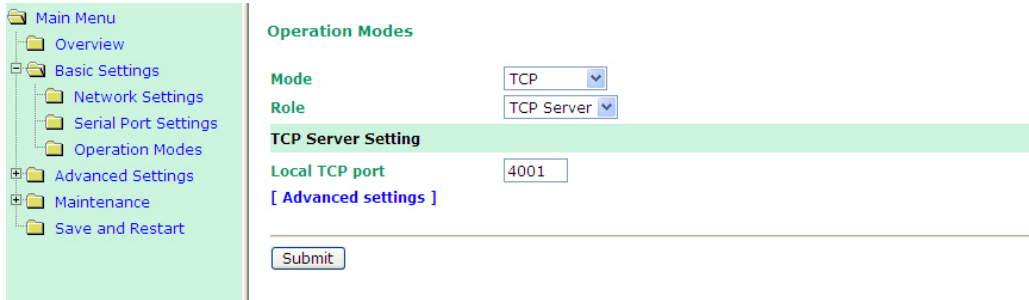 Main Menu
Overview
Basic Settings
Network Settings
Serial Port Settings
Operation Modes
Advanced Settings
Maintenance
Save and Restart
Operation Modes
Mode TCP
Role TCP Server
TCP Server Setting
Local TCP port 4001
[ Advanced settings ]
Submit